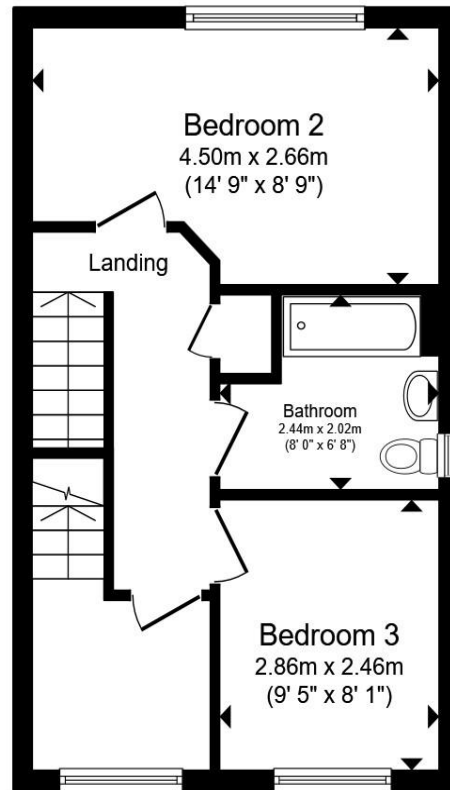 Bedroom 2
4.50m x 2.66m
(14' 9" x 8' 9")
Landing
Bathroom
2.44m x 2.02m
(8' 0" x 6' 8")
Bedroom 3
2.86m x 2.46m
(9' 5" x 8' 1")